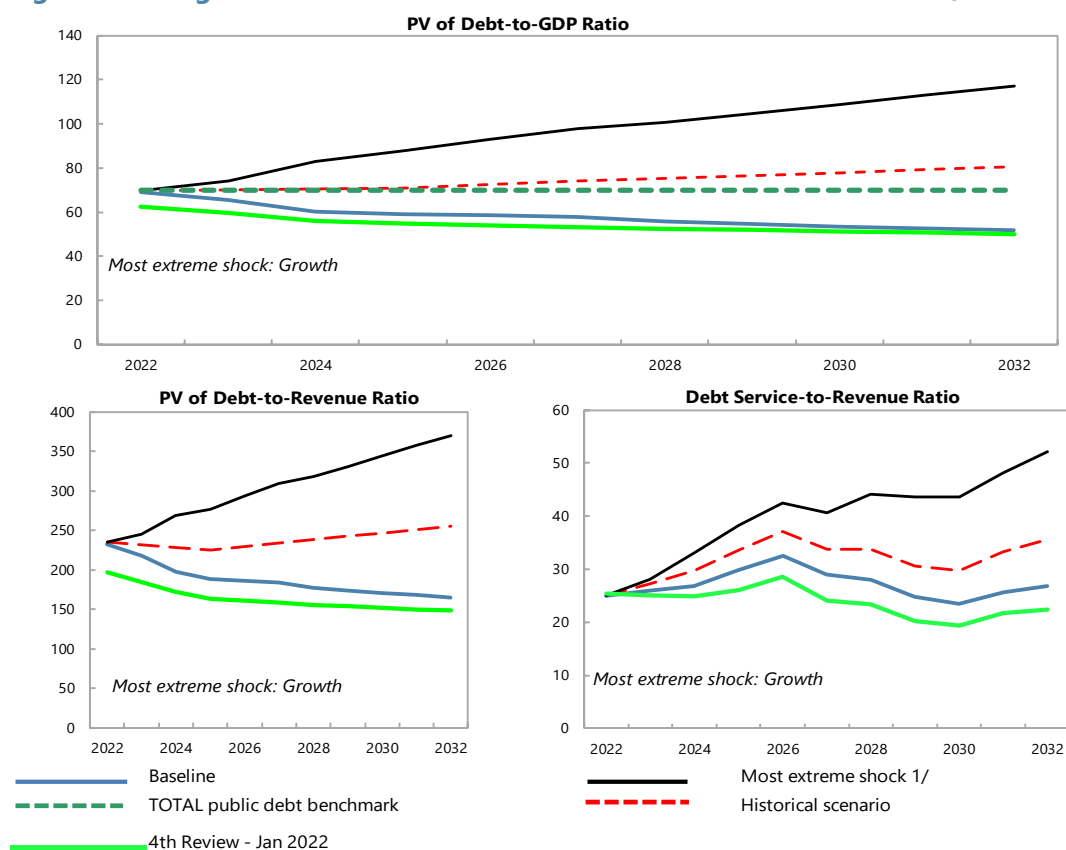 PV of Debt-to-GDP Ratio
140
120
100
80
60
40
20
0
Most extreme shock: Growth
2022 2024 2026 2028 2030 2032
PV of Debt-to-Revenue Ratio
400
350
300
250
200
150
100
50
0
Most extreme shock: Growth
2022 2024 2026 2028 2030 2032
Debt Service-to-Revenue Ratio
60
50
40
30
20
10
0
Most extreme shock: Growth
2022 2024 2026 2028 2030 2032
Baseline
TOTAL public debt benchmark
4th Review - Jan 2022
Most extreme shock 1/
Historical scenario